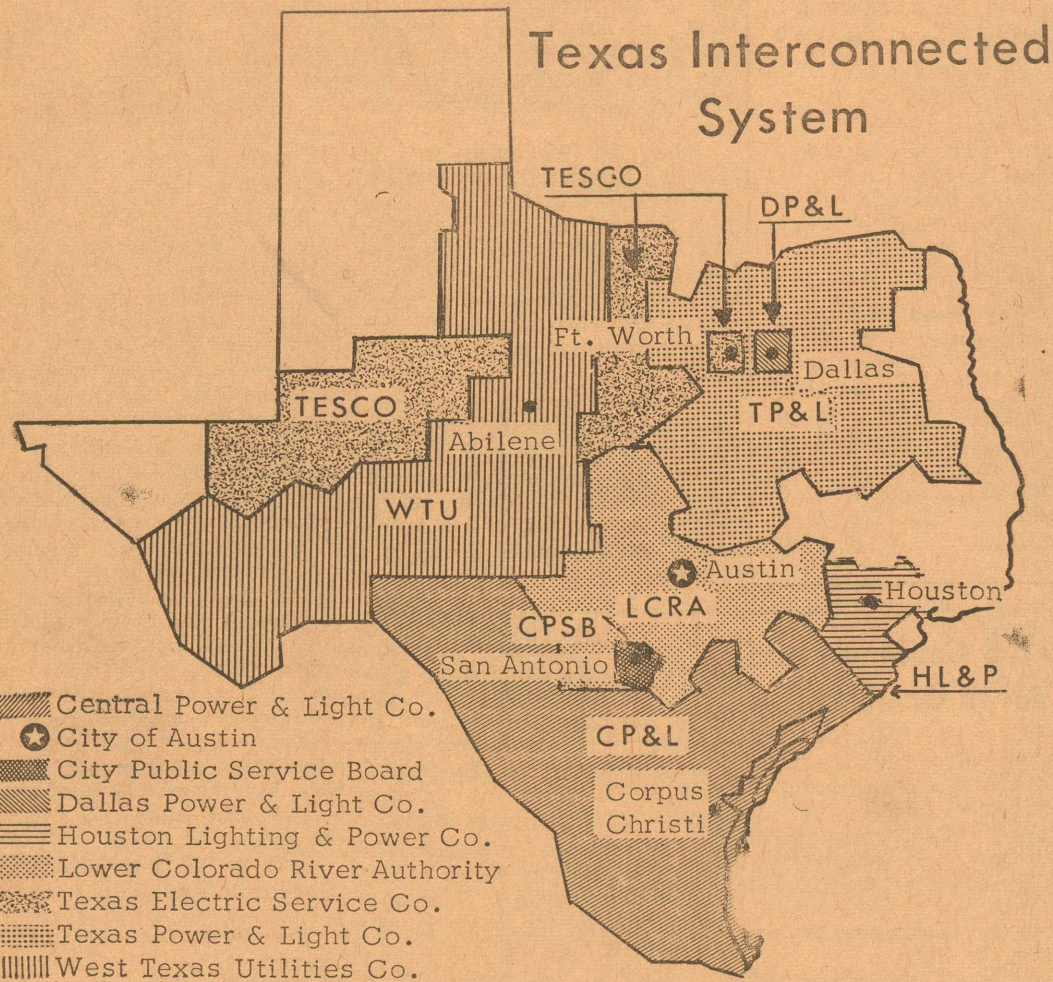 Texas Interconnected
System
TESCO
DP&L
Ft. Worth
Dallas
TESCO
TP&L
Abilene
WTU
Austin
Houston
LCRA
CPSB
San Antonio
HL&P
CP&L
Corpus
Christi
Central Power & Light Co.
City of Austin
City Public Service Board
Dallas Power & Light Co.
Houston Lighting & Power Co.
Lower Colorado River Authority
Texas Electric Service Co.
Texas Power & Light Co.
West Texas Utilities Co.